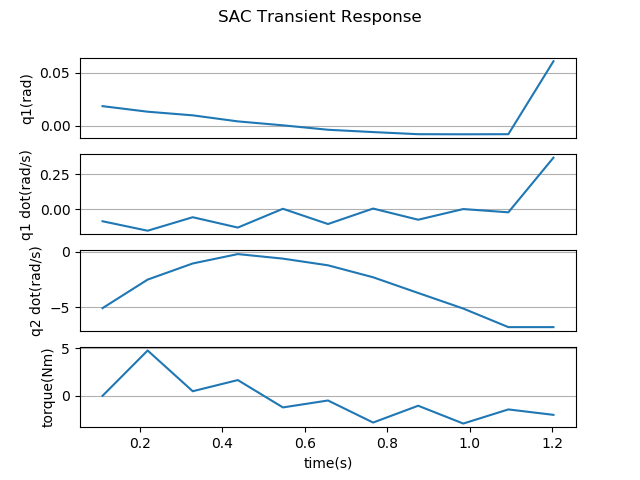 SAC Transient Response
0.05
0.00
q1(rad)
0.25
0.00
q1 dot(rad/s)
0
−5
q2 dot(rad/s)
5
0
torque(Nm)
0.2 0.4 0.6 0.8 1.0 1.2
time(s)